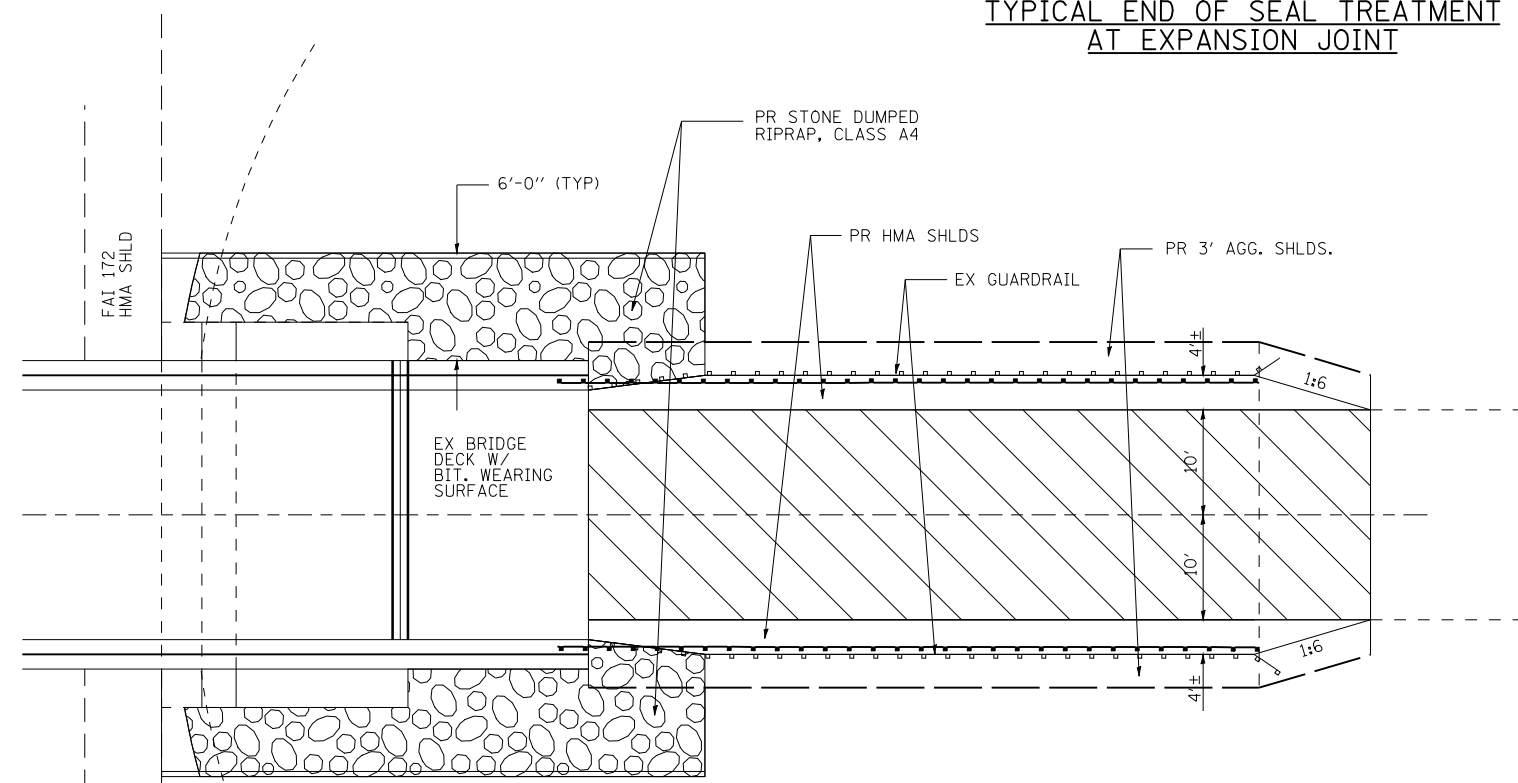 TYPICAL END OF SEAL TREATMENT
AT EXPANSION JOINT
PR STONE DUMPED
RIPRAP, CLASS A4
6'-0" (TYP)
FAI 172
HMA SHLD
PR HMA SHLDS
PR 3' AGG. SHLDS.
EX GUARDRAIL
4'±
1:6
EX BRIDGE
DECK W/
BIT. WEARING
SURFACE
10'
10'
1:6
4'±